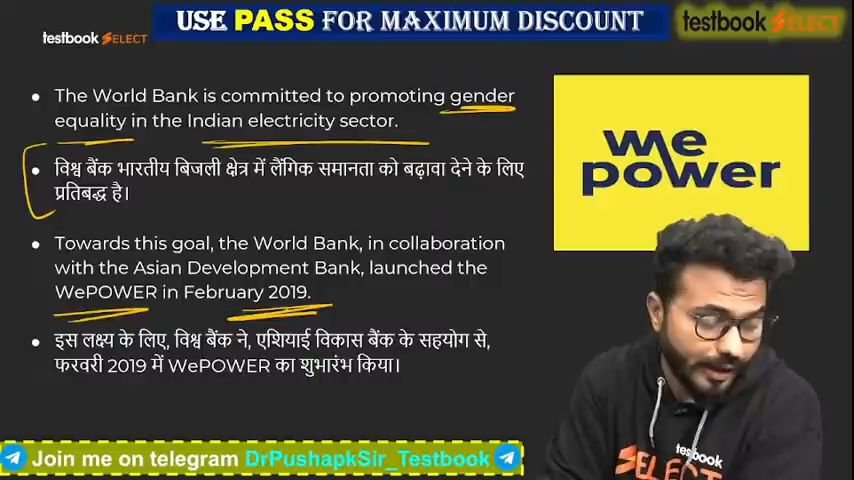 USE PASS FOR MAXIMUM DISCOUNT
testbook SELECT
testbook SELECT
The World Bank is committed to promoting gender
equality in the Indian electricity sector.
विश्व बैंक भारतीय बिजली क्षेत्र में लैंगिक समानता को बढ़ावा देने के लिए
प्रतिबद्ध है।
Towards this goal, the World Bank, in collaboration
with the Asian Development Bank, launched the
WePOWER in February 2019.
इस लक्ष्य के लिए, विश्व बैंक ने, एशियाई विकास बैंक के सहयोग से,
फरवरी 2019 में WePOWER का शुभारंभ किया।
we
power
testbook
SELECT
Join me on telegram DrPushapkSir_Testbook